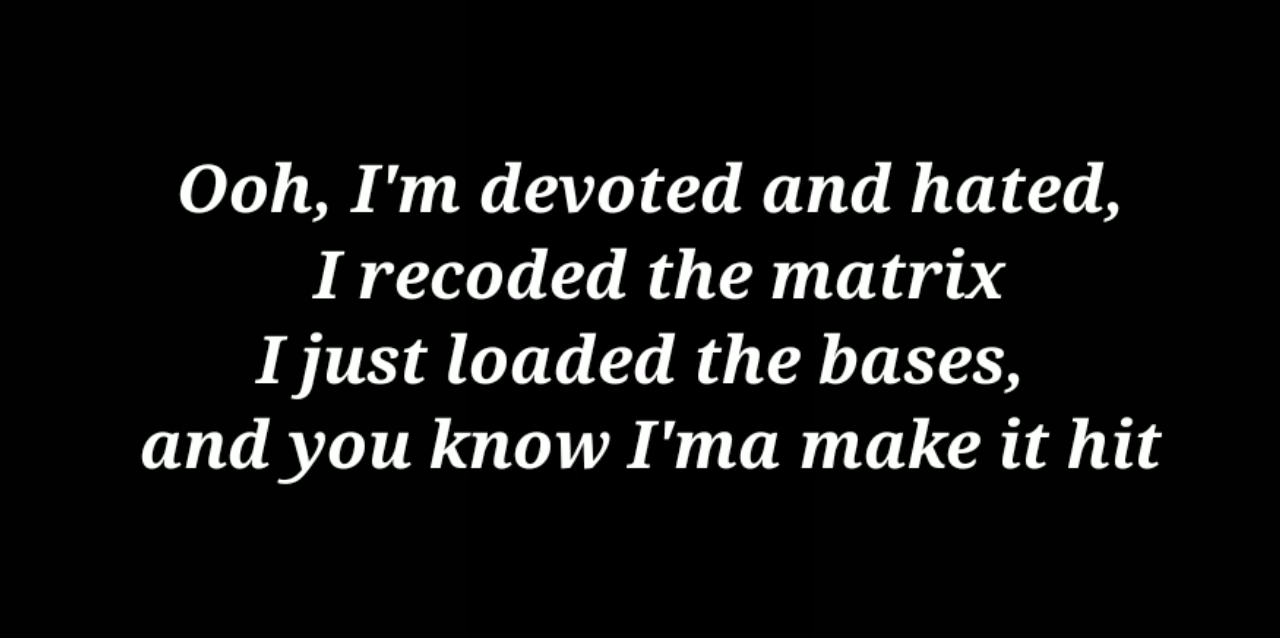 Ooh, I'm devoted and hated,
I recoded the matrix
I just loaded the bases,
and you know I'ma make it hit